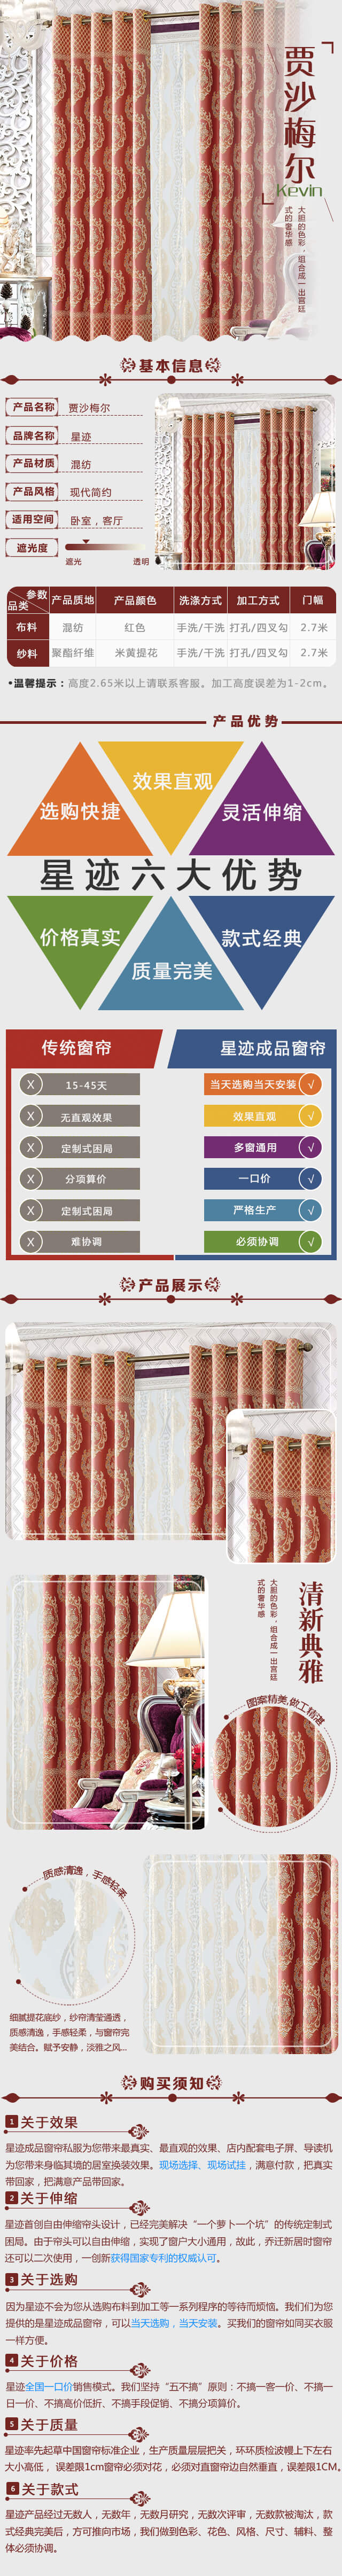 贾沙梅尔
Kevin
大胆的色彩，组合成一出宫廷
式的奢华感
基本信息
产品名称 贾沙梅尔
品牌名称 星迹
产品材质 混纺
产品风格 现代简约
适用空间 卧室，客厅
遮光度
遮光 透明
参数 品类 产品质地 产品颜色 洗涤方式 加工方式 门幅
布料 混纺 红色 手洗/干洗 打孔/四叉勾 2.7米
纱料 聚酯纤维 米黄提花 手洗/干洗 打孔/四叉勾 2.7米
•温馨提示：高度2.65米以上请联系客服。加工高度误差为1-2cm。
产品优势
选购快捷 效果直观 灵活伸缩
星迹六大优势
价格真实 质量完美 款式经典
传统窗帘 星迹成品窗帘
X 15-45天 当天选购当天安装 √
X 无直观效果 效果直观 √
X 定制式困局 多窗通用 √
X 分项算价 一口价 √
X 定制式困局 严格生产 √
X 难协调 必须协调 √
产品展示
清新典雅
大胆的色彩，组合成一出宫廷
式的奢华感
图案精美,做工精湛
质感清逸，手感轻柔
细腻提花底纱，纱帘清莹通透，
质感清逸，手感轻柔，与窗帘完
美结合。赋予安静，淡雅之风...
购买须知
1 关于效果
星迹成品窗帘私服为您带来最真实、最直观的效果、店内配套电子屏、导读机
为您带来身临其境的居室换装效果。现场选择、现场试挂，满意付款，把真实
带回家，把满意产品带回家。
2 关于伸缩
星迹首创自由伸缩帘头设计，已经完美解决“一个萝卜一个坑”的传统定制式
困局。由于帘头可以自由伸缩，实现了窗户大小通用，故此，乔迁新居时窗帘
还可以二次使用，一创新获得国家专利的权威认可。
3 关于选购
因为星迹不会为您从选购布料到加工等一系列程序的等待而烦恼。我们们为您
提供的是星迹成品窗帘，可以当天选购，当天安装。买我们的窗帘如同买衣服
一样方便。
4 关于价格
星迹全国一口价销售模式。我们坚持“五不搞”原则：不搞一客一价、不搞一
日一价、不搞高价低折、不搞手段促销、不搞分项算价。
5 关于质量
星迹率先起草中国窗帘标准企业，生产质量层层把关，环环质检波幔上下左右
大小高低， 误差限1cm窗帘必须对花，必须对直窗帘边自然垂直，误差限1CM。
6 关于款式
星迹产品经过无数人，无数年，无数月研究，无数次评审，无数款被淘汰，款
式经典完美后，方可推向市场，我们做到色彩、花色、风格、尺寸、辅料、整
体必须协调。